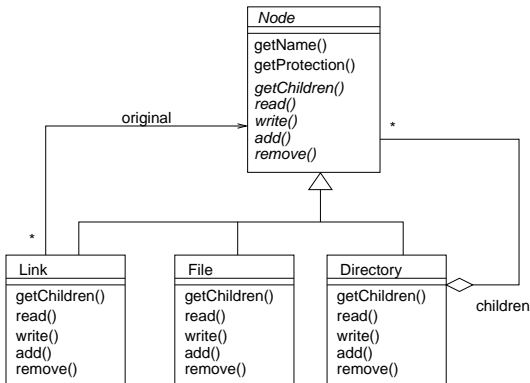 Node
getName()
getProtection()
getChildren()
read()
write()
add()
remove()
original
*
*
Link
getChildren()
read()
write()
add()
remove()
File
getChildren()
read()
write()
add()
remove()
Directory
getChildren()
read()
write()
add()
remove()
children